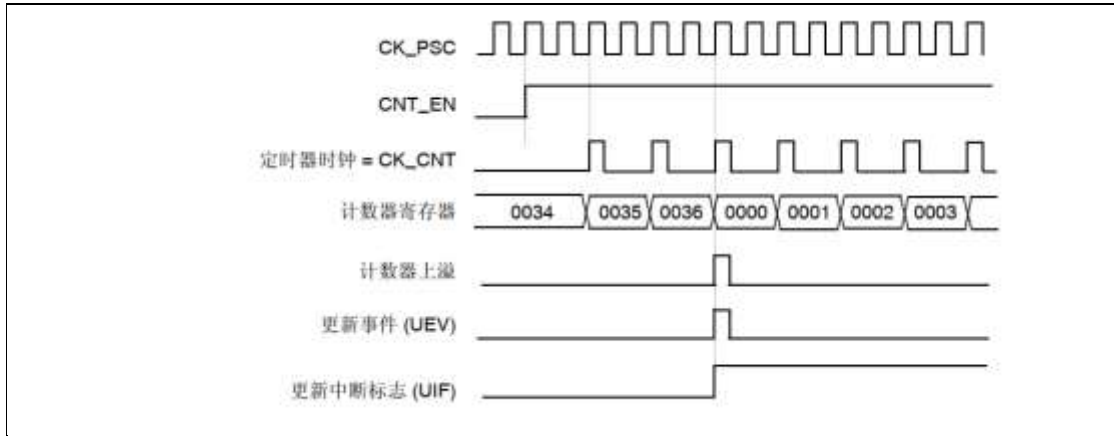 CK_PSC
CNT_EN
定时器时钟 = CK_CNT
计数器寄存器 0034 0035 0036 0000 0001 0002 0003
计数器上溢
更新事件 (UEV)
更新中断标志 (UIF)